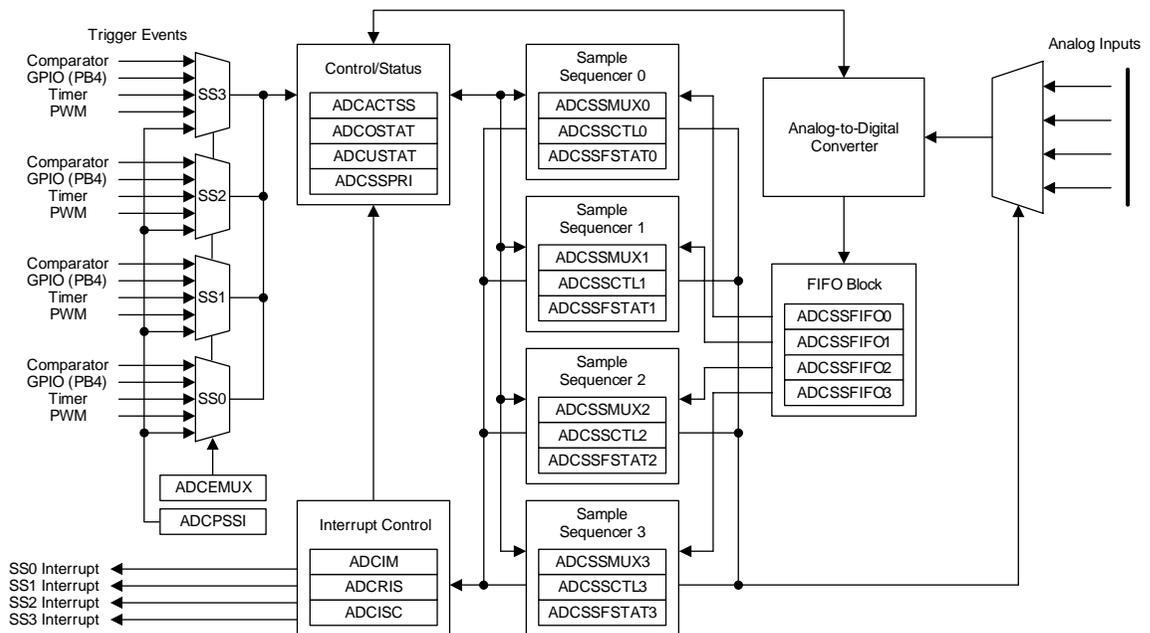 Trigger Events
Comparator
GPIO (PB4)
Timer
PWM
SS3
Comparator
GPIO (PB4)
Timer
PWM
SS2
Comparator
GPIO (PB4)
Timer
PWM
SS1
Comparator
GPIO (PB4)
Timer
PWM
SS0
ADCEMUX
ADCPSSI
Control/Status
ADCACTSS
ADCOSTAT
ADCUSTAT
ADCSSPRI
Interrupt Control
ADCIM
ADCRIS
ADCISC
SS0 Interrupt
SS1 Interrupt
SS2 Interrupt
SS3 Interrupt
Sample
Sequencer 0
ADCSSMUX0
ADCSSCTL0
ADCSSFSTAT0
Sample
Sequencer 1
ADCSSMUX1
ADCSSCTL1
ADCSSFSTAT1
Sample
Sequencer 2
ADCSSMUX2
ADCSSCTL2
ADCSSFSTAT2
Sample
Sequencer 3
ADCSSMUX3
ADCSSCTL3
ADCSSFSTAT3
Analog-to-Digital
Converter
FIFO Block
ADCSSFIFO0
ADCSSFIFO1
ADCSSFIFO2
ADCSSFIFO3
Analog Inputs